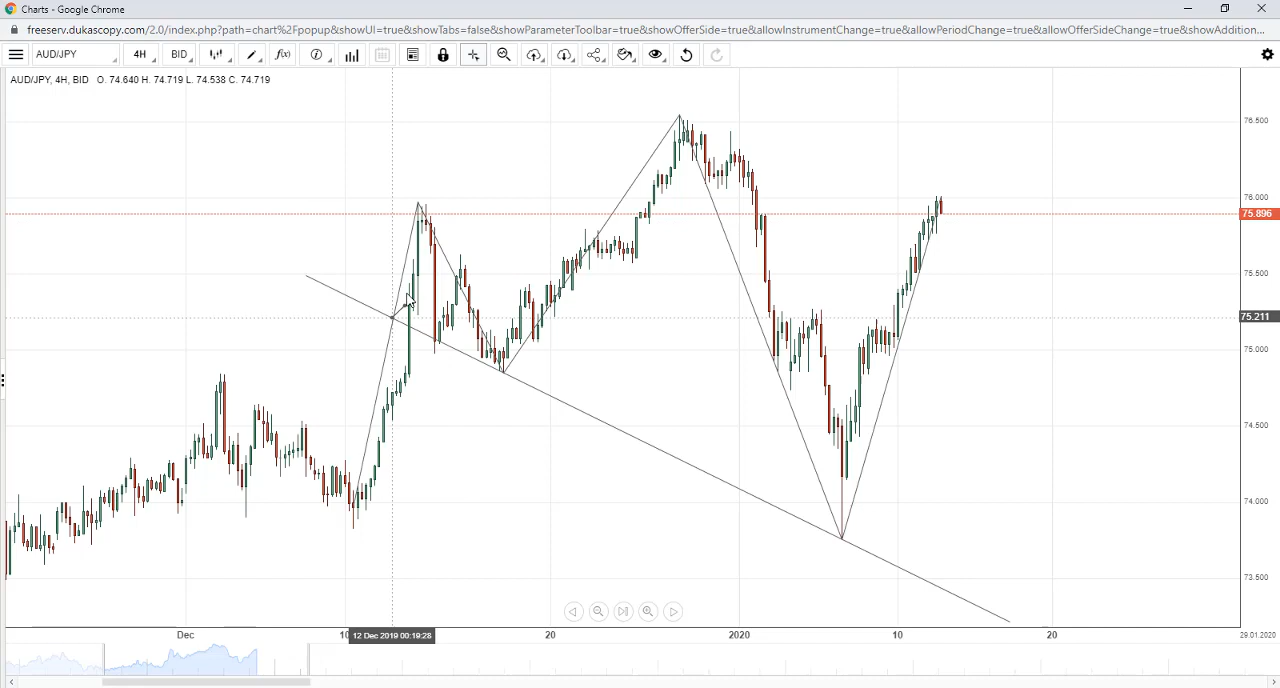 Charts - Google Chrome
freeserv.dukascopy.com/2.0/index.php?path=chart%2Fpopup&showUI=true&showTabs=false&showParameterToolbar=true&showOfferSide=true&allowInstrumentChange=true&allowPeriodChange=true&allowOfferSideChange=true&showAddition...
AUD/JPY 4H BID f(x)
AUD/JPY, 4H, BID O. 74.640 H. 74.719 L. 74.538 C. 74.719
76.500
76.000
75.896
75.500
75.211
75.000
74.500
74.000
73.500
Dec 10 12 Dec 2019 00:19:28 20 2020 10 20 29.01.2020